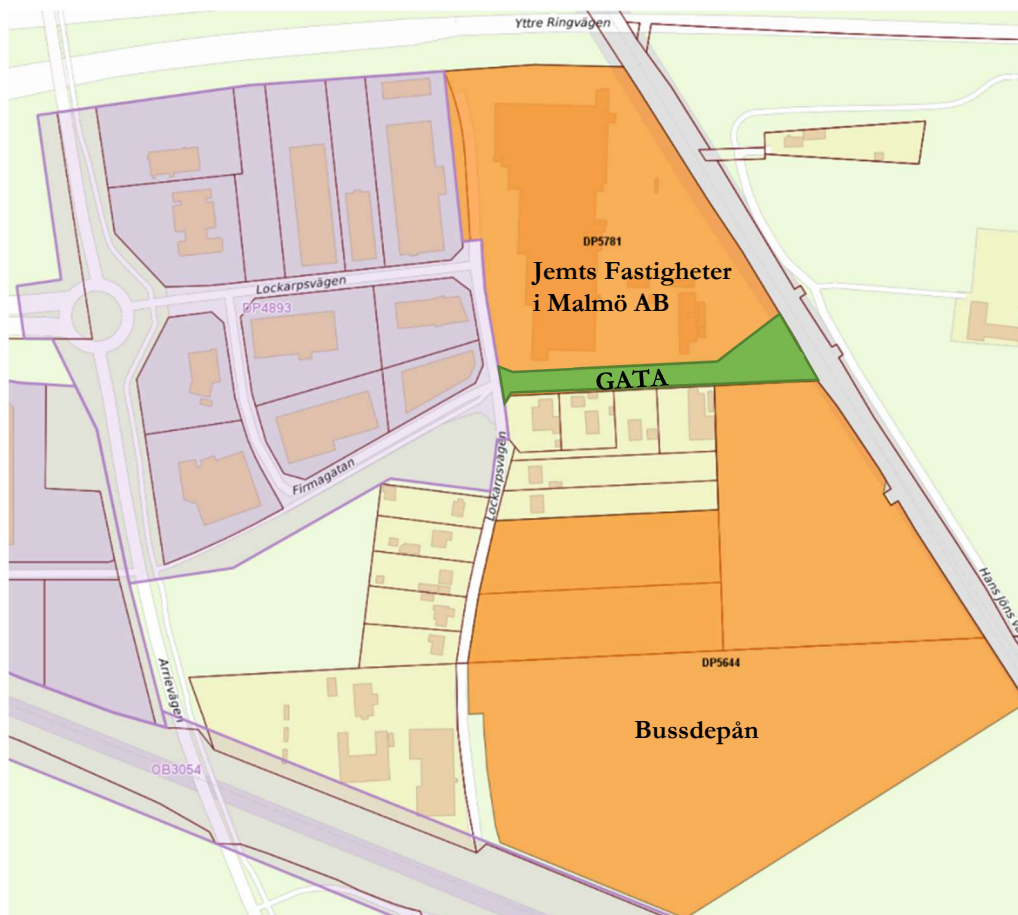 Yttre Ringvägen
DP5781
Jemts Fastigheter
i Malmö AB
Lockarpsvägen
DP4893
GATA
Lockarpsvägen
Firmagatan
Hans Jöns
DP5644
Arrievägen
Bussdepån
OB3054